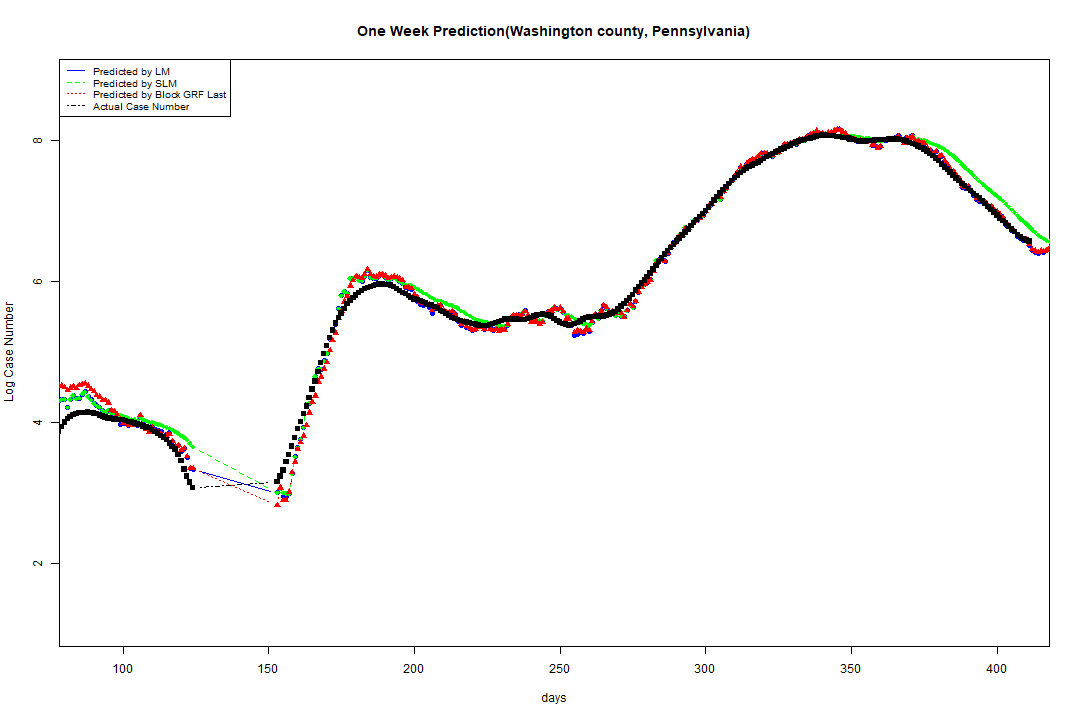 One Week Prediction(Washington county, Pennsylvania)
Predicted by LM
Predicted by SLM
Predicted by Block GRF Last
Actual Case Number
8
6
4
2
Log Case Number
100 150 200 250 300 350 400
days